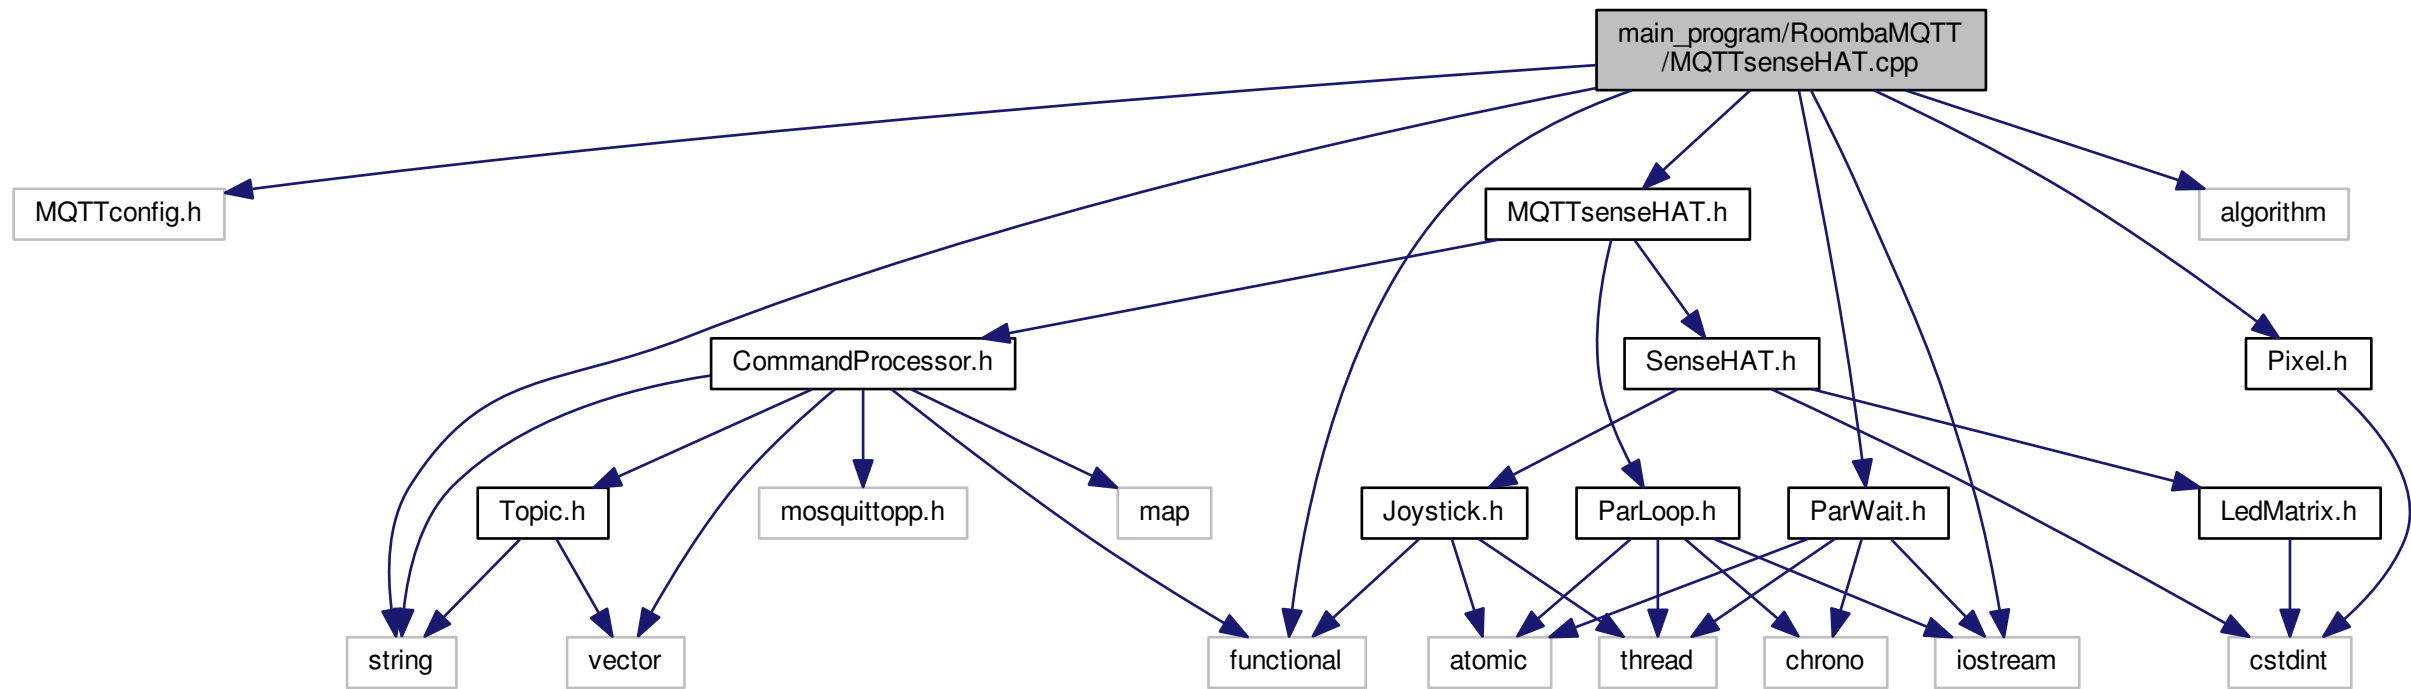 main_program/RoombaMQTT
/MQTTsenseHAT.cpp
MQTTconfig.h
MQTTsenseHAT.h
algorithm
CommandProcessor.h
SenseHAT.h
Pixel.h
Topic.h
mosquittopp.h
map
Joystick.h
ParLoop.h
ParWait.h
LedMatrix.h
string
vector
functional
atomic
thread
chrono
iostream
cstdint